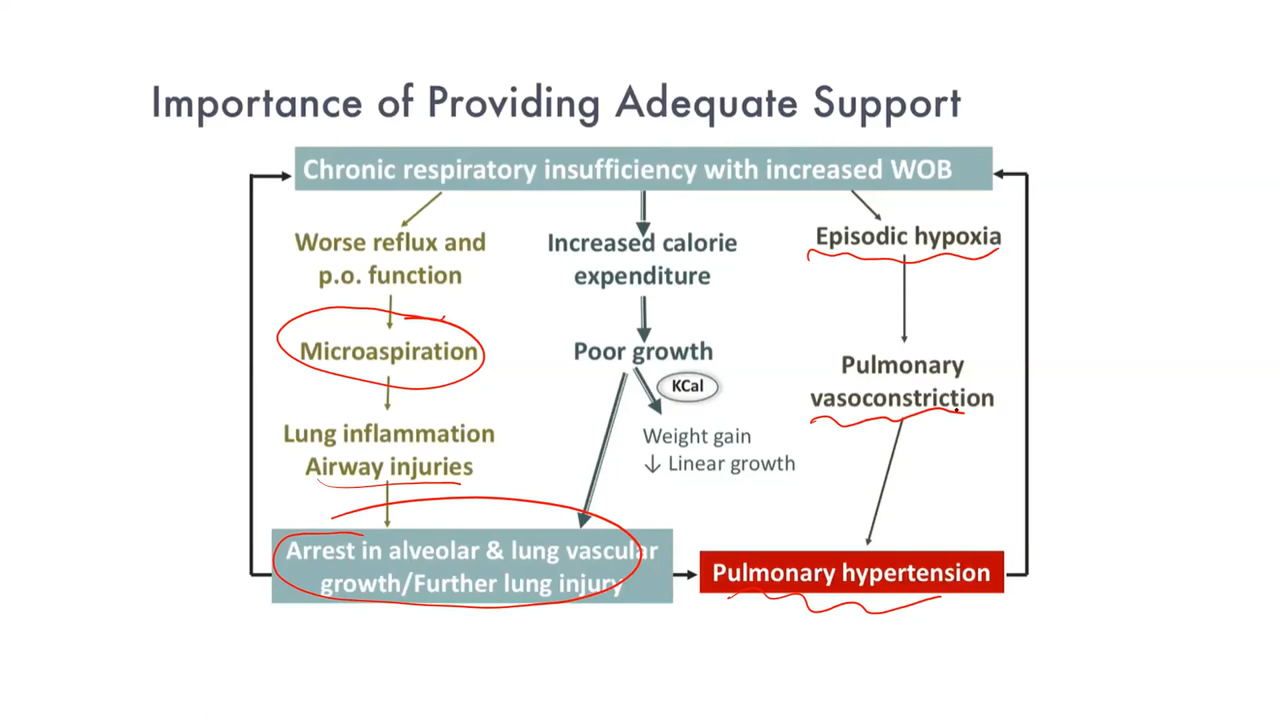 Importance of Providing Adequate Support
Chronic respiratory insufficiency with increased WOB
Worse reflux and
p.o. function
Microaspiration
Lung inflammation
Airway injuries
Increased calorie
expenditure
Poor growth
KCal
Weight gain
↓ Linear growth
Episodic hypoxia
Pulmonary
vasoconstriction
Arrest in alveolar & lung vascular
growth/Further lung injury
Pulmonary hypertension